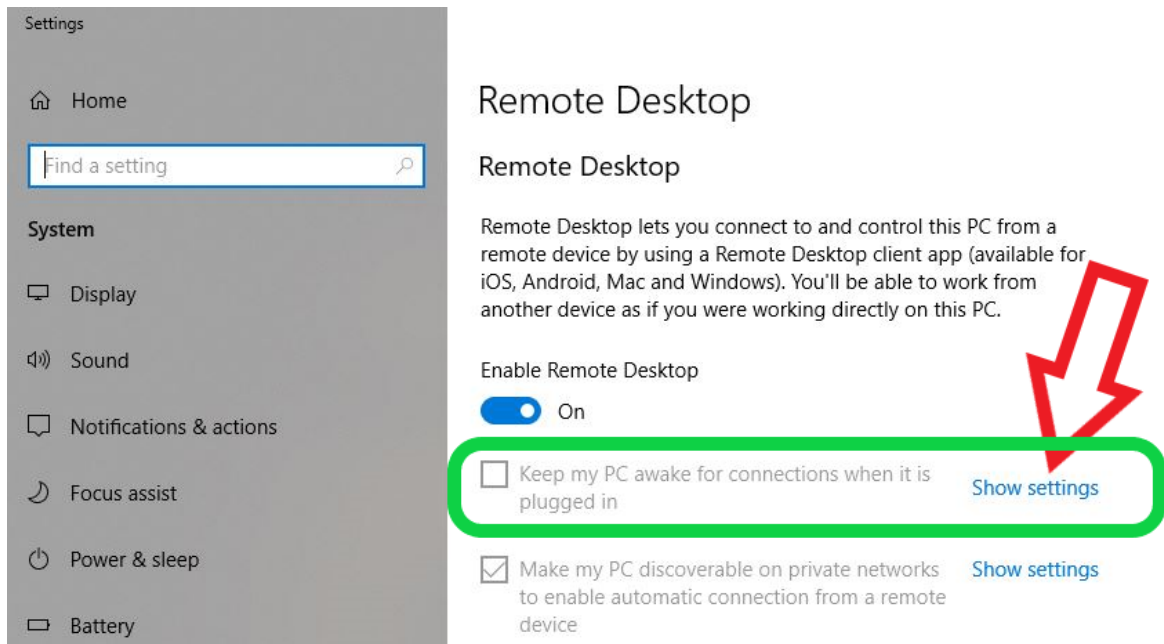 Settings
Home
Find a setting
System
Display
Sound
Notifications & actions
Focus assist
Power & sleep
Battery
Remote Desktop
Remote Desktop
Remote Desktop lets you connect to and control this PC from a
remote device by using a Remote Desktop client app (available for
iOS, Android, Mac and Windows). You'll be able to work from
another device as if you were working directly on this PC.
Enable Remote Desktop
On
Keep my PC awake for connections when it is
plugged in
Show settings
Make my PC discoverable on private networks
to enable automatic connection from a remote
device
Show settings